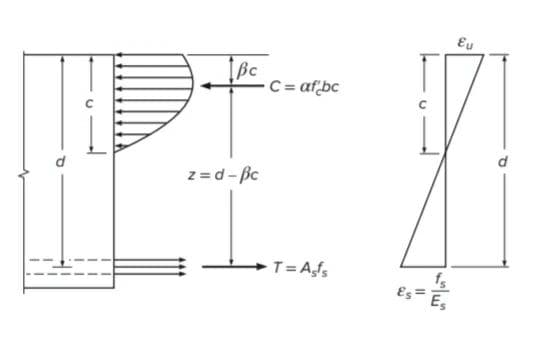 εᵤ
βc
C = αf′cbc
c
c
d
z = d – βc
d
T = Aₛfₛ
εₛ = fₛ/Eₛ